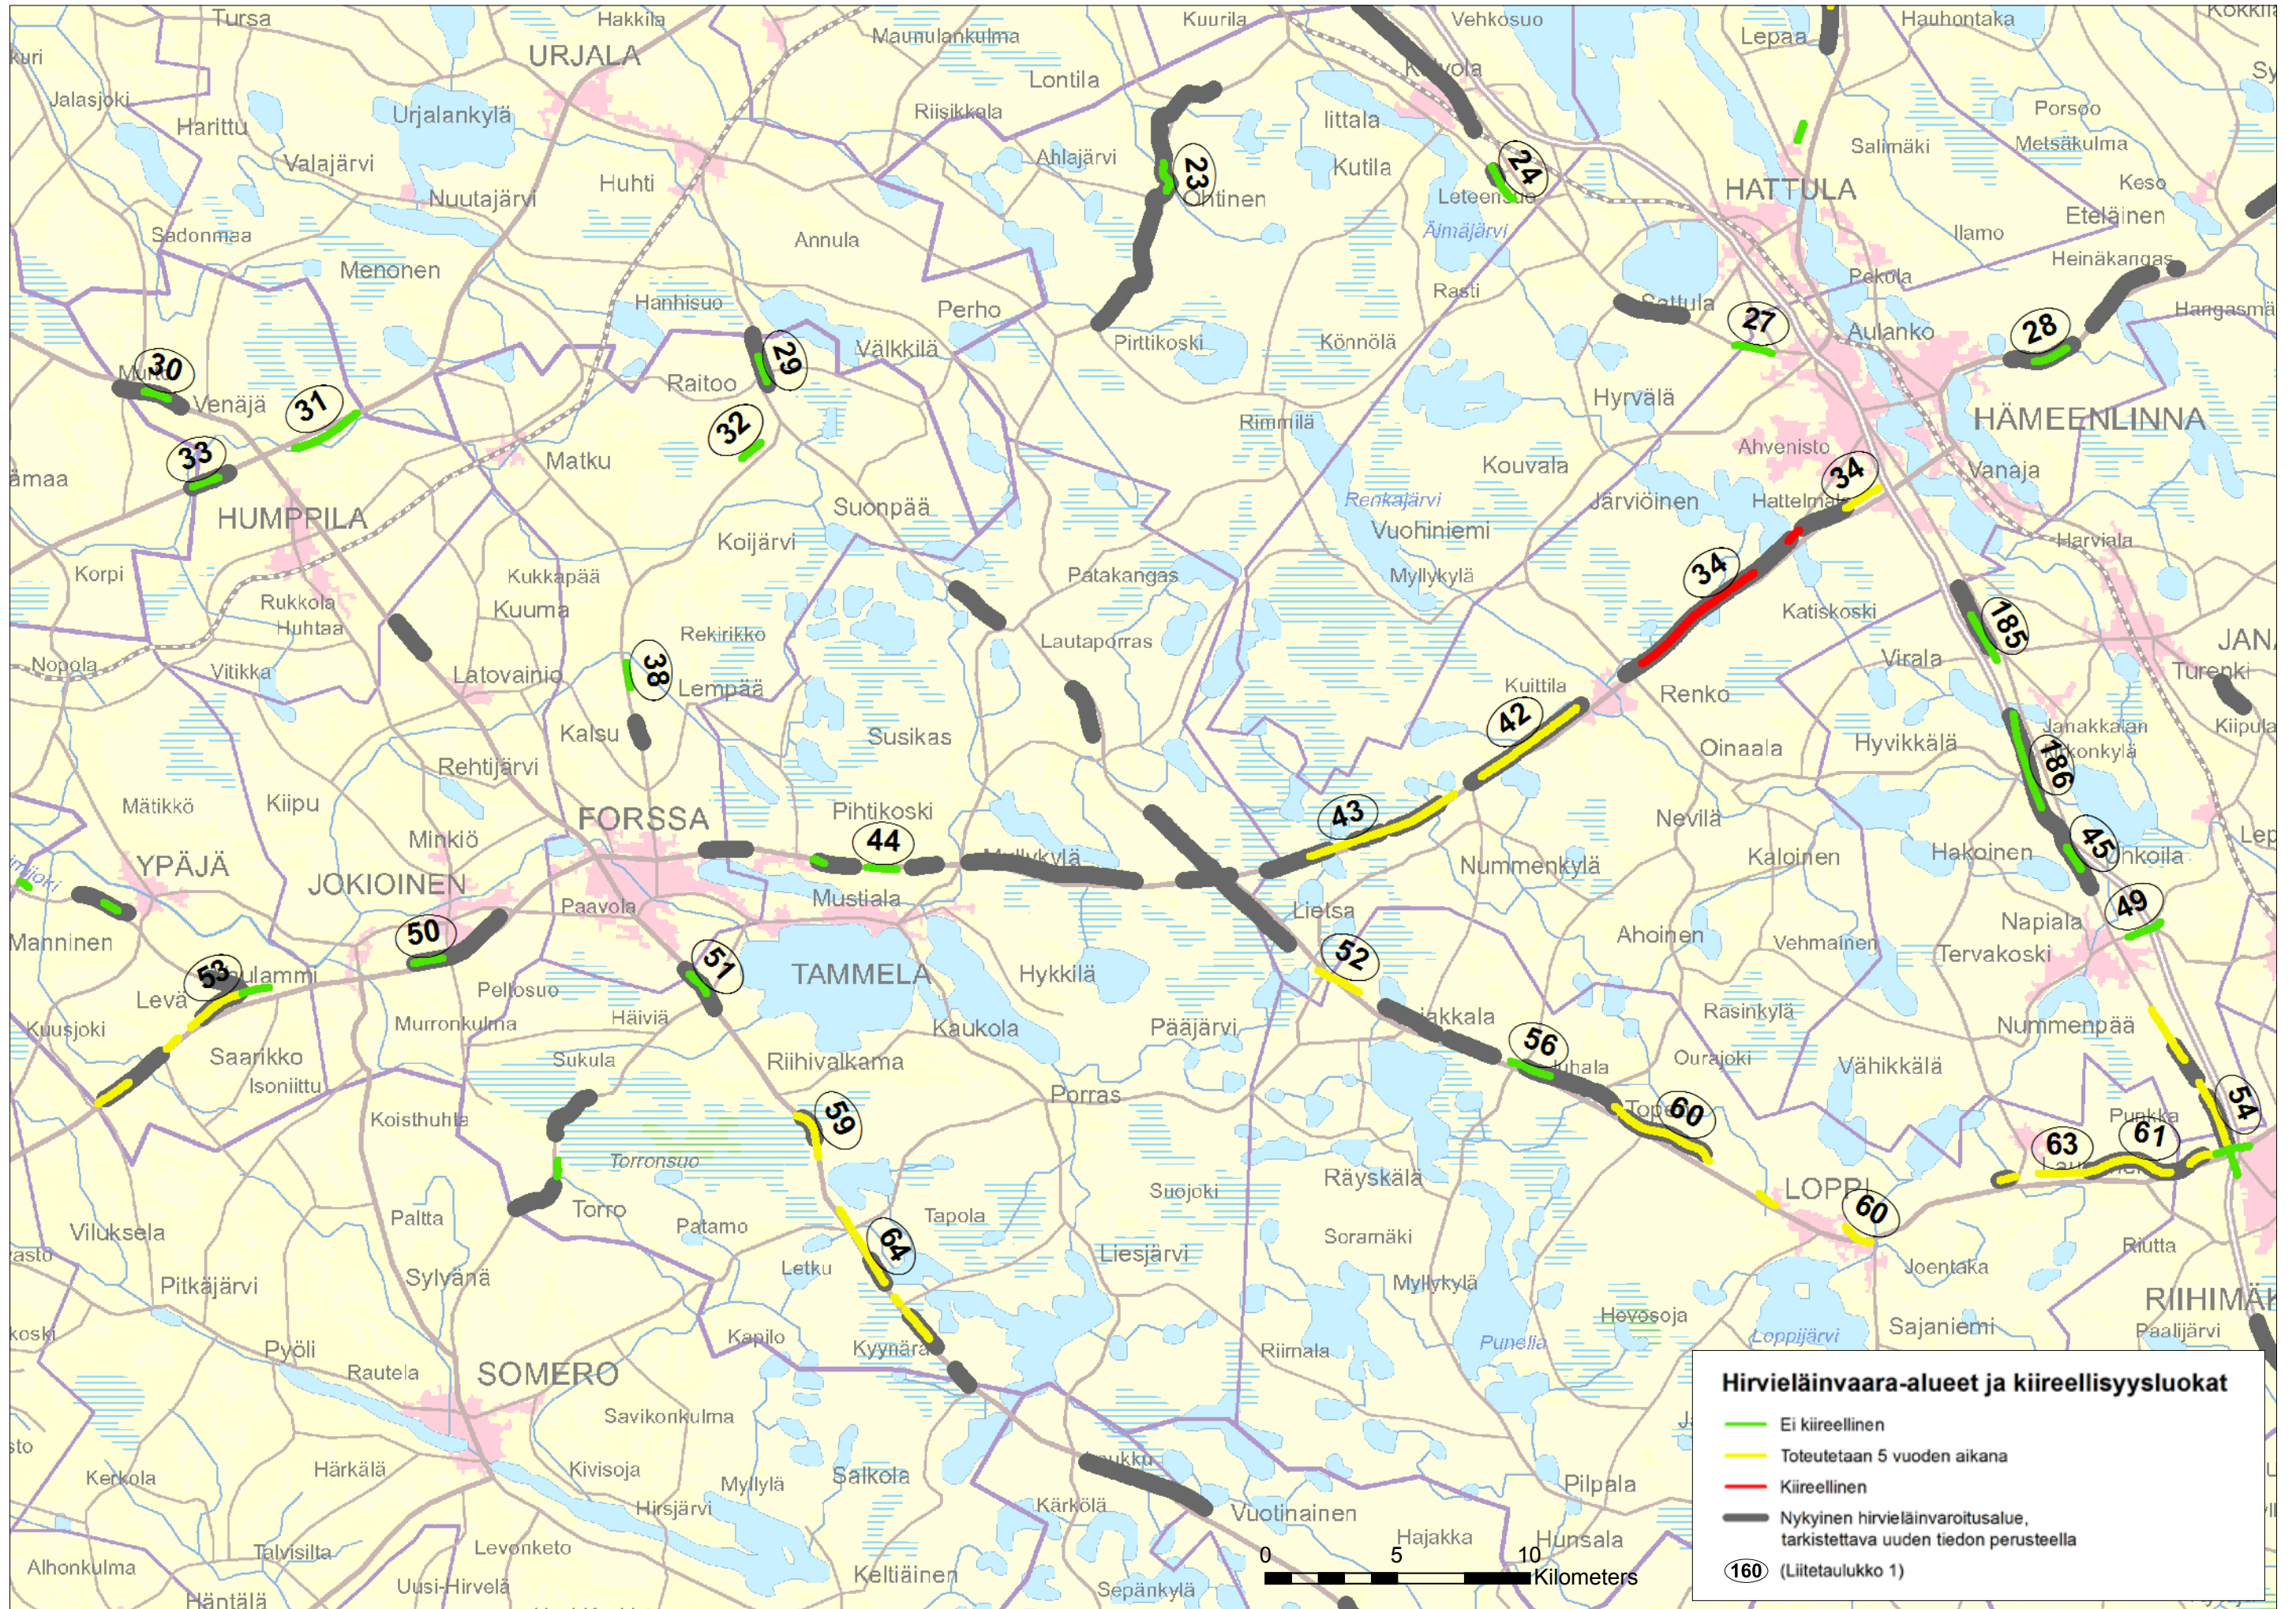 Tursa
Hakkila
Kuurila
Vehkosuo
Hauhontaka
URJALA
Maunulankulma
Lepaa
Lontila
Jalasjoki
Urjalankylä
Riisikkala
Iittala
Porsoo
Harittu
Metsäkulma
Valajärvi
Salimäki
Ahlajärvi
Kutila
24
23
Huhti
Keso
Nuutajärvi
HATTULA
Eteläinen
Sadonmaa
Annula
Äimäjärvi
Ilamo
Menonen
Heinäkangas
Pekola
Hanhisuo
Rasti
Sattula
Perho
Hangasmä
27
28
Aulanko
Välkkilä
Pirttikoski
Könnölä
29
30
Raitoo
Venäjä
31
Hyrvälä
HÄMEENLINNA
32
Rimmilä
33
Matku
Kouvala
Ahvenisto
Vanaja
34
HUMPPILA
Suonpää
Renkajärvi
Järviöinen
Vuohiniemi
Koijärvi
Harviala
Korpi
Kukkapää
Patakangas
Myllykylä
34
Rukkola
Kuuma
Katiskoski
Huhtaa
Rekirikko
Lautaporras
185
Nopola
Vitikka
Latovainio
38
Lempää
Virala
Turenki
Kuittila
Renko
Kalsu
Susikas
42
Oinaala
Hyvikkälä
Janakkalan
Kiipula
Rehtijärvi
186
Mätikkö
Kiipu
FORSSA
Pihtikoski
43
Nevilä
Minkiö
44
45
YPÄJÄ
JOKIOINEN
Myllykylä
Nummenkylä
Kaloinen
Hakoinen
Paavola
Mustiala
Lietsa
49
Manninen
50
Ahoinen
Vehmainen
Napiala
Tervakoski
51
52
53
TAMMELA
Hykkilä
Levä
Pellosuo
Rasinkylä
Kuusjoki
Murronkulma
Häiviä
Kaukola
Pääjärvi
Nummenpää
Saarikko
56
Sukula
Riihivalkama
Ourajoki
Vähikkälä
Isoniittu
Porras
Koisthuhta
59
60
54
Punkka
61
63
Torronsuo
Räyskälä
Suojoki
LOPPI
Torro
Paltta
Patamo
Tapola
60
Viluksela
Soramäki
Riutta
64
Liesjärvi
Letku
Joentaka
Pitkäjärvi
Sylvänä
Myllykylä
Hevosoja
Kapilo
Punelia
Loppijärvi
Sajaniemi
Paalijärvi
Pyöli
Kyynärä
Riimala
Rautela
SOMERO
Savikonkulma
Kerkola
Härkälä
Kivisoja
Myllylä
Salkola
Pilpala
Hirsjärvi
Kärkölä
Vuotinainen
Hajakka
Hunsala
Talvisilta
Levonketo
Alhonkulma
Uusi-Hirvelä
Keltiäinen
Sepänkylä
Häntälä
0 5 10
Kilometers
Hirvieläinvaara-alueet ja kiireellisyysluokat
Ei kiireellinen
Toteutetaan 5 vuoden aikana
Kiireellinen
Nykyinen hirvieläinvaroitusalue,
tarkistettava uuden tiedon perusteella
160 (Liitetaulukko 1)